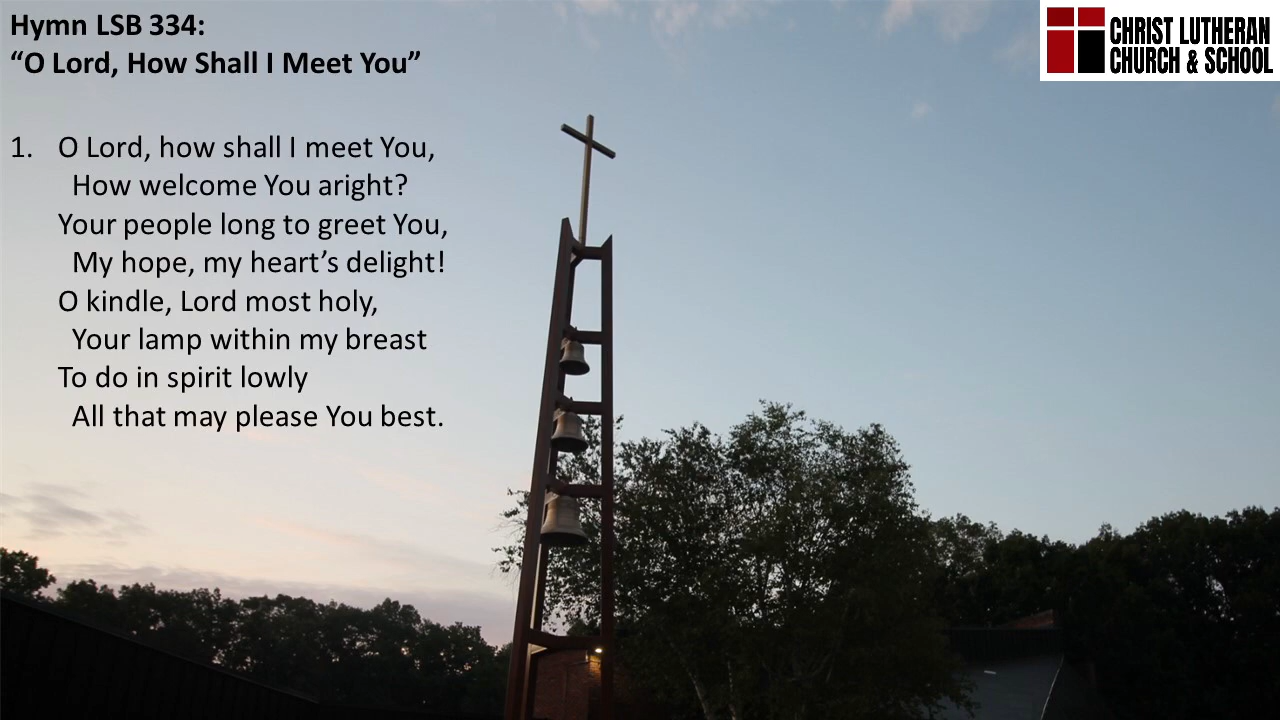 Hymn LSB 334:
“O Lord, How Shall I Meet You”
CHRIST LUTHERAN
CHURCH & SCHOOL
1. O Lord, how shall I meet You,
How welcome You aright?
Your people long to greet You,
My hope, my heart’s delight!
O kindle, Lord most holy,
Your lamp within my breast
To do in spirit lowly
All that may please You best.